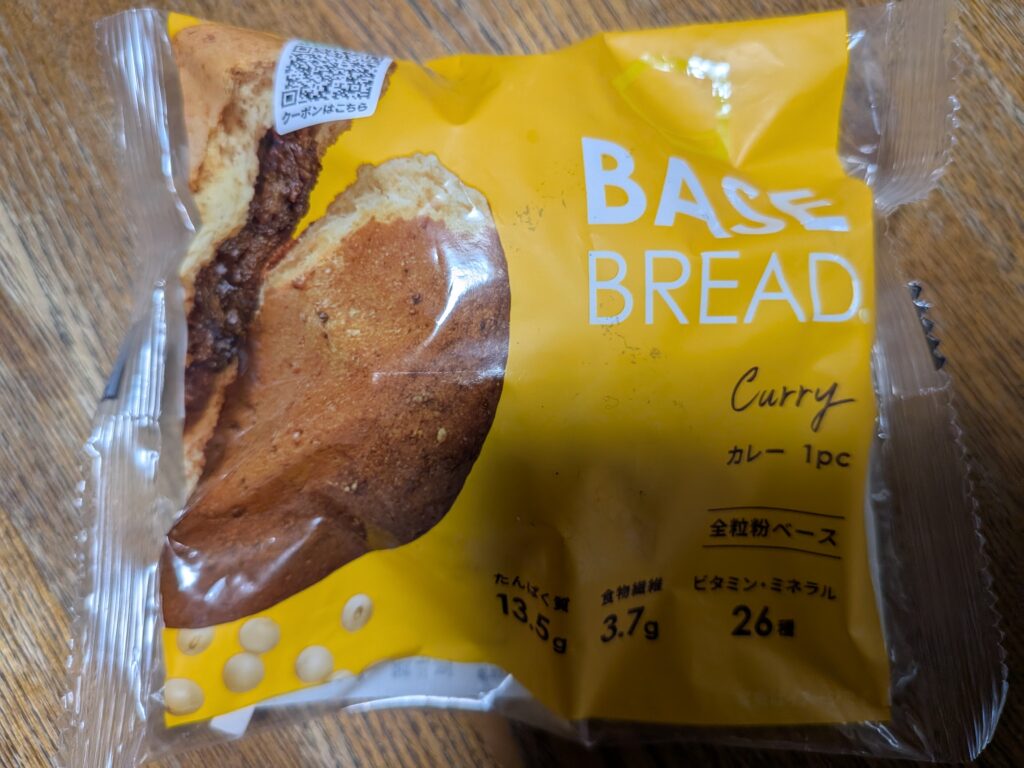 クーポンはこちら
BASE
BREAD®
Curry
カレー 1pc
全粒粉ベース
たんぱく質
13.5g
食物繊維
3.7g
ビタミン・ミネラル
26種